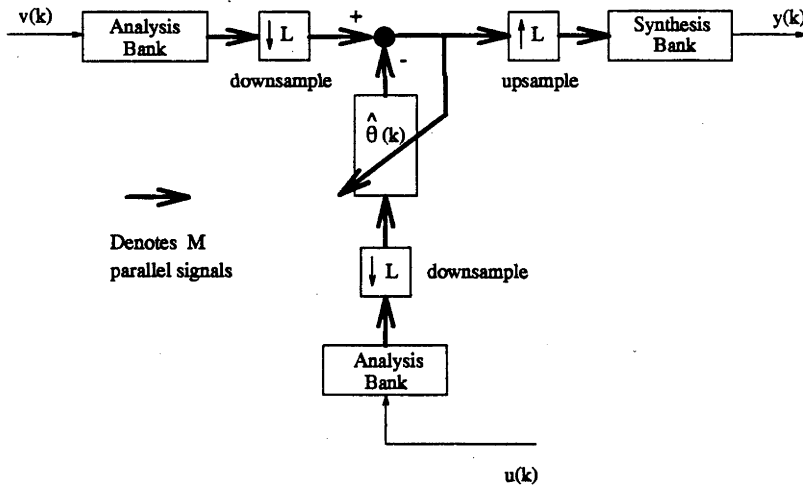 v(k)
Analysis
Bank
↓ L
downsample
+
-
↑ L
upsample
Synthesis
Bank
y(k)
θ̂(k)
Denotes M
parallel signals
↓ L
downsample
Analysis
Bank
u(k)